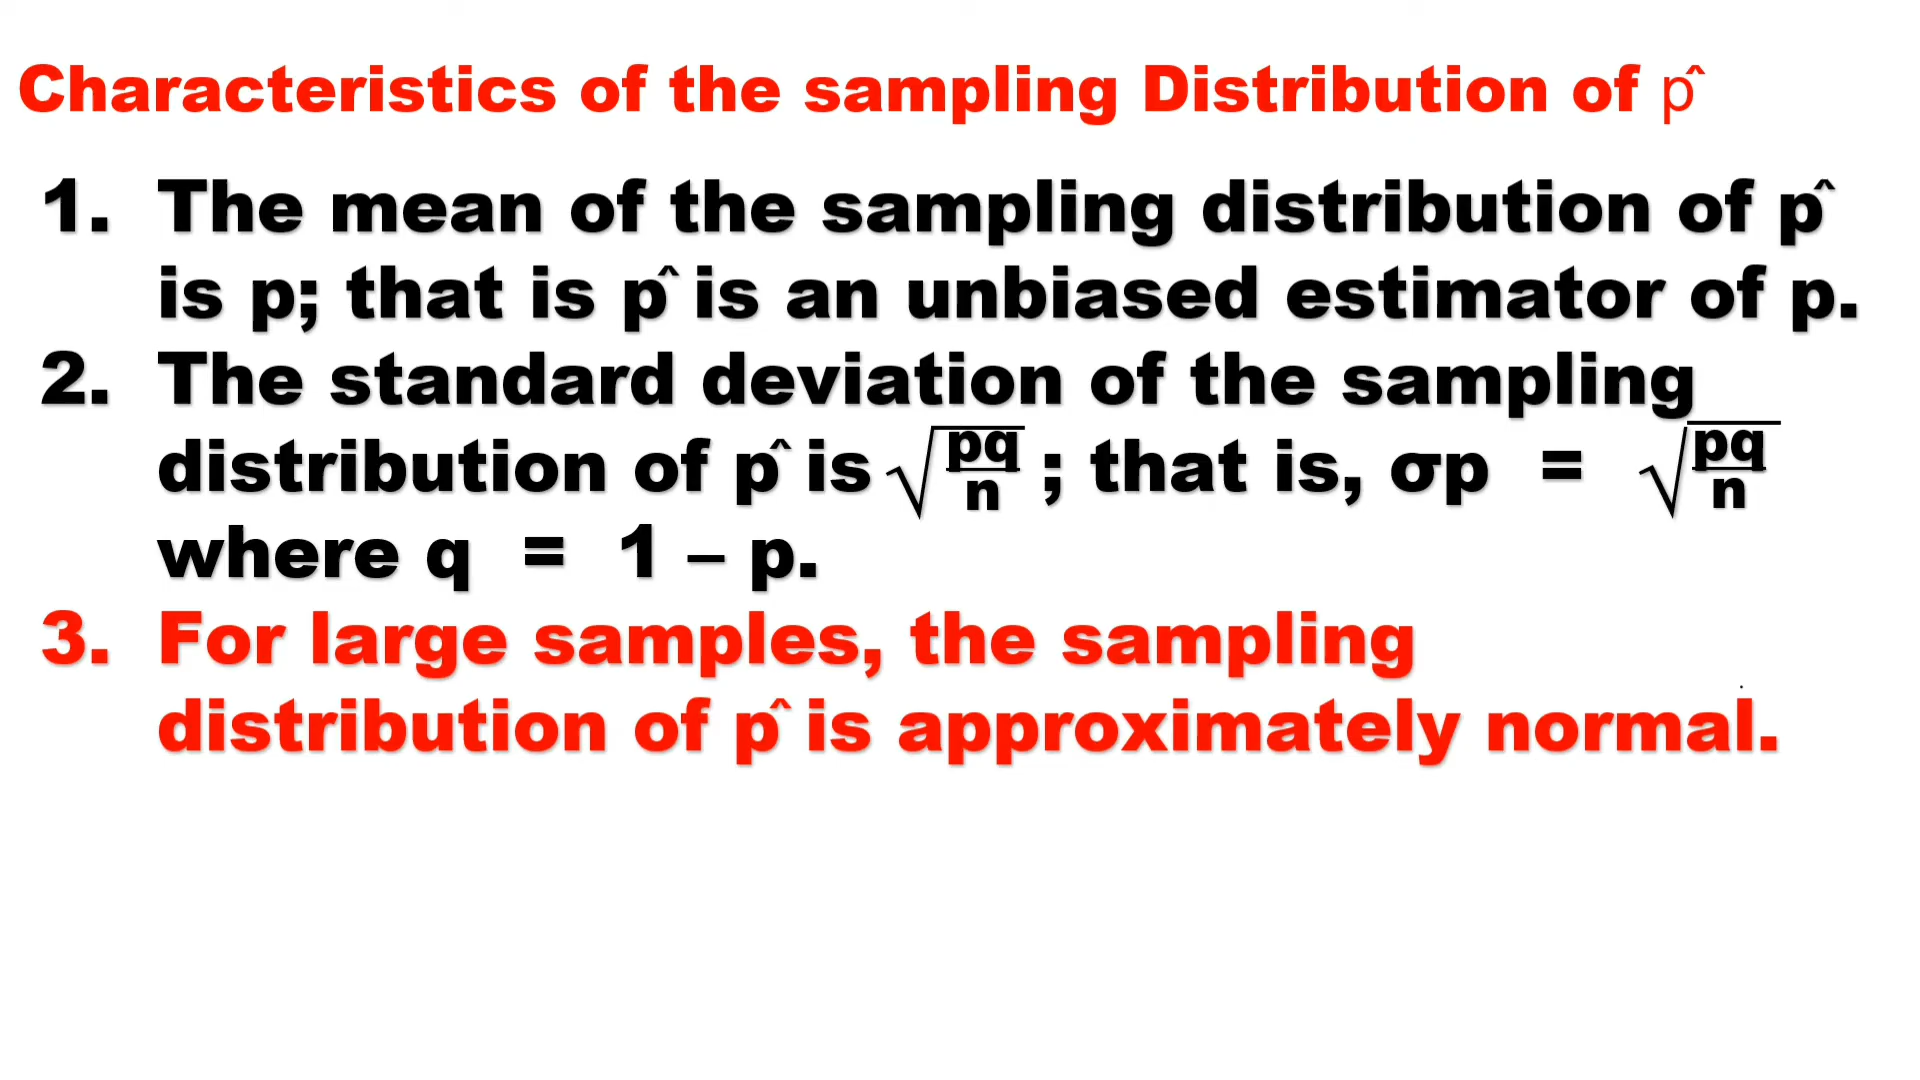 Characteristics of the sampling Distribution of p̂
1. The mean of the sampling distribution of p̂
is p; that is p̂ is an unbiased estimator of p.
2. The standard deviation of the sampling
distribution of p̂ is √(pq/n) ; that is, σp = √(pq/n)
where q = 1 – p.
3. For large samples, the sampling
distribution of p̂ is approximately normal.